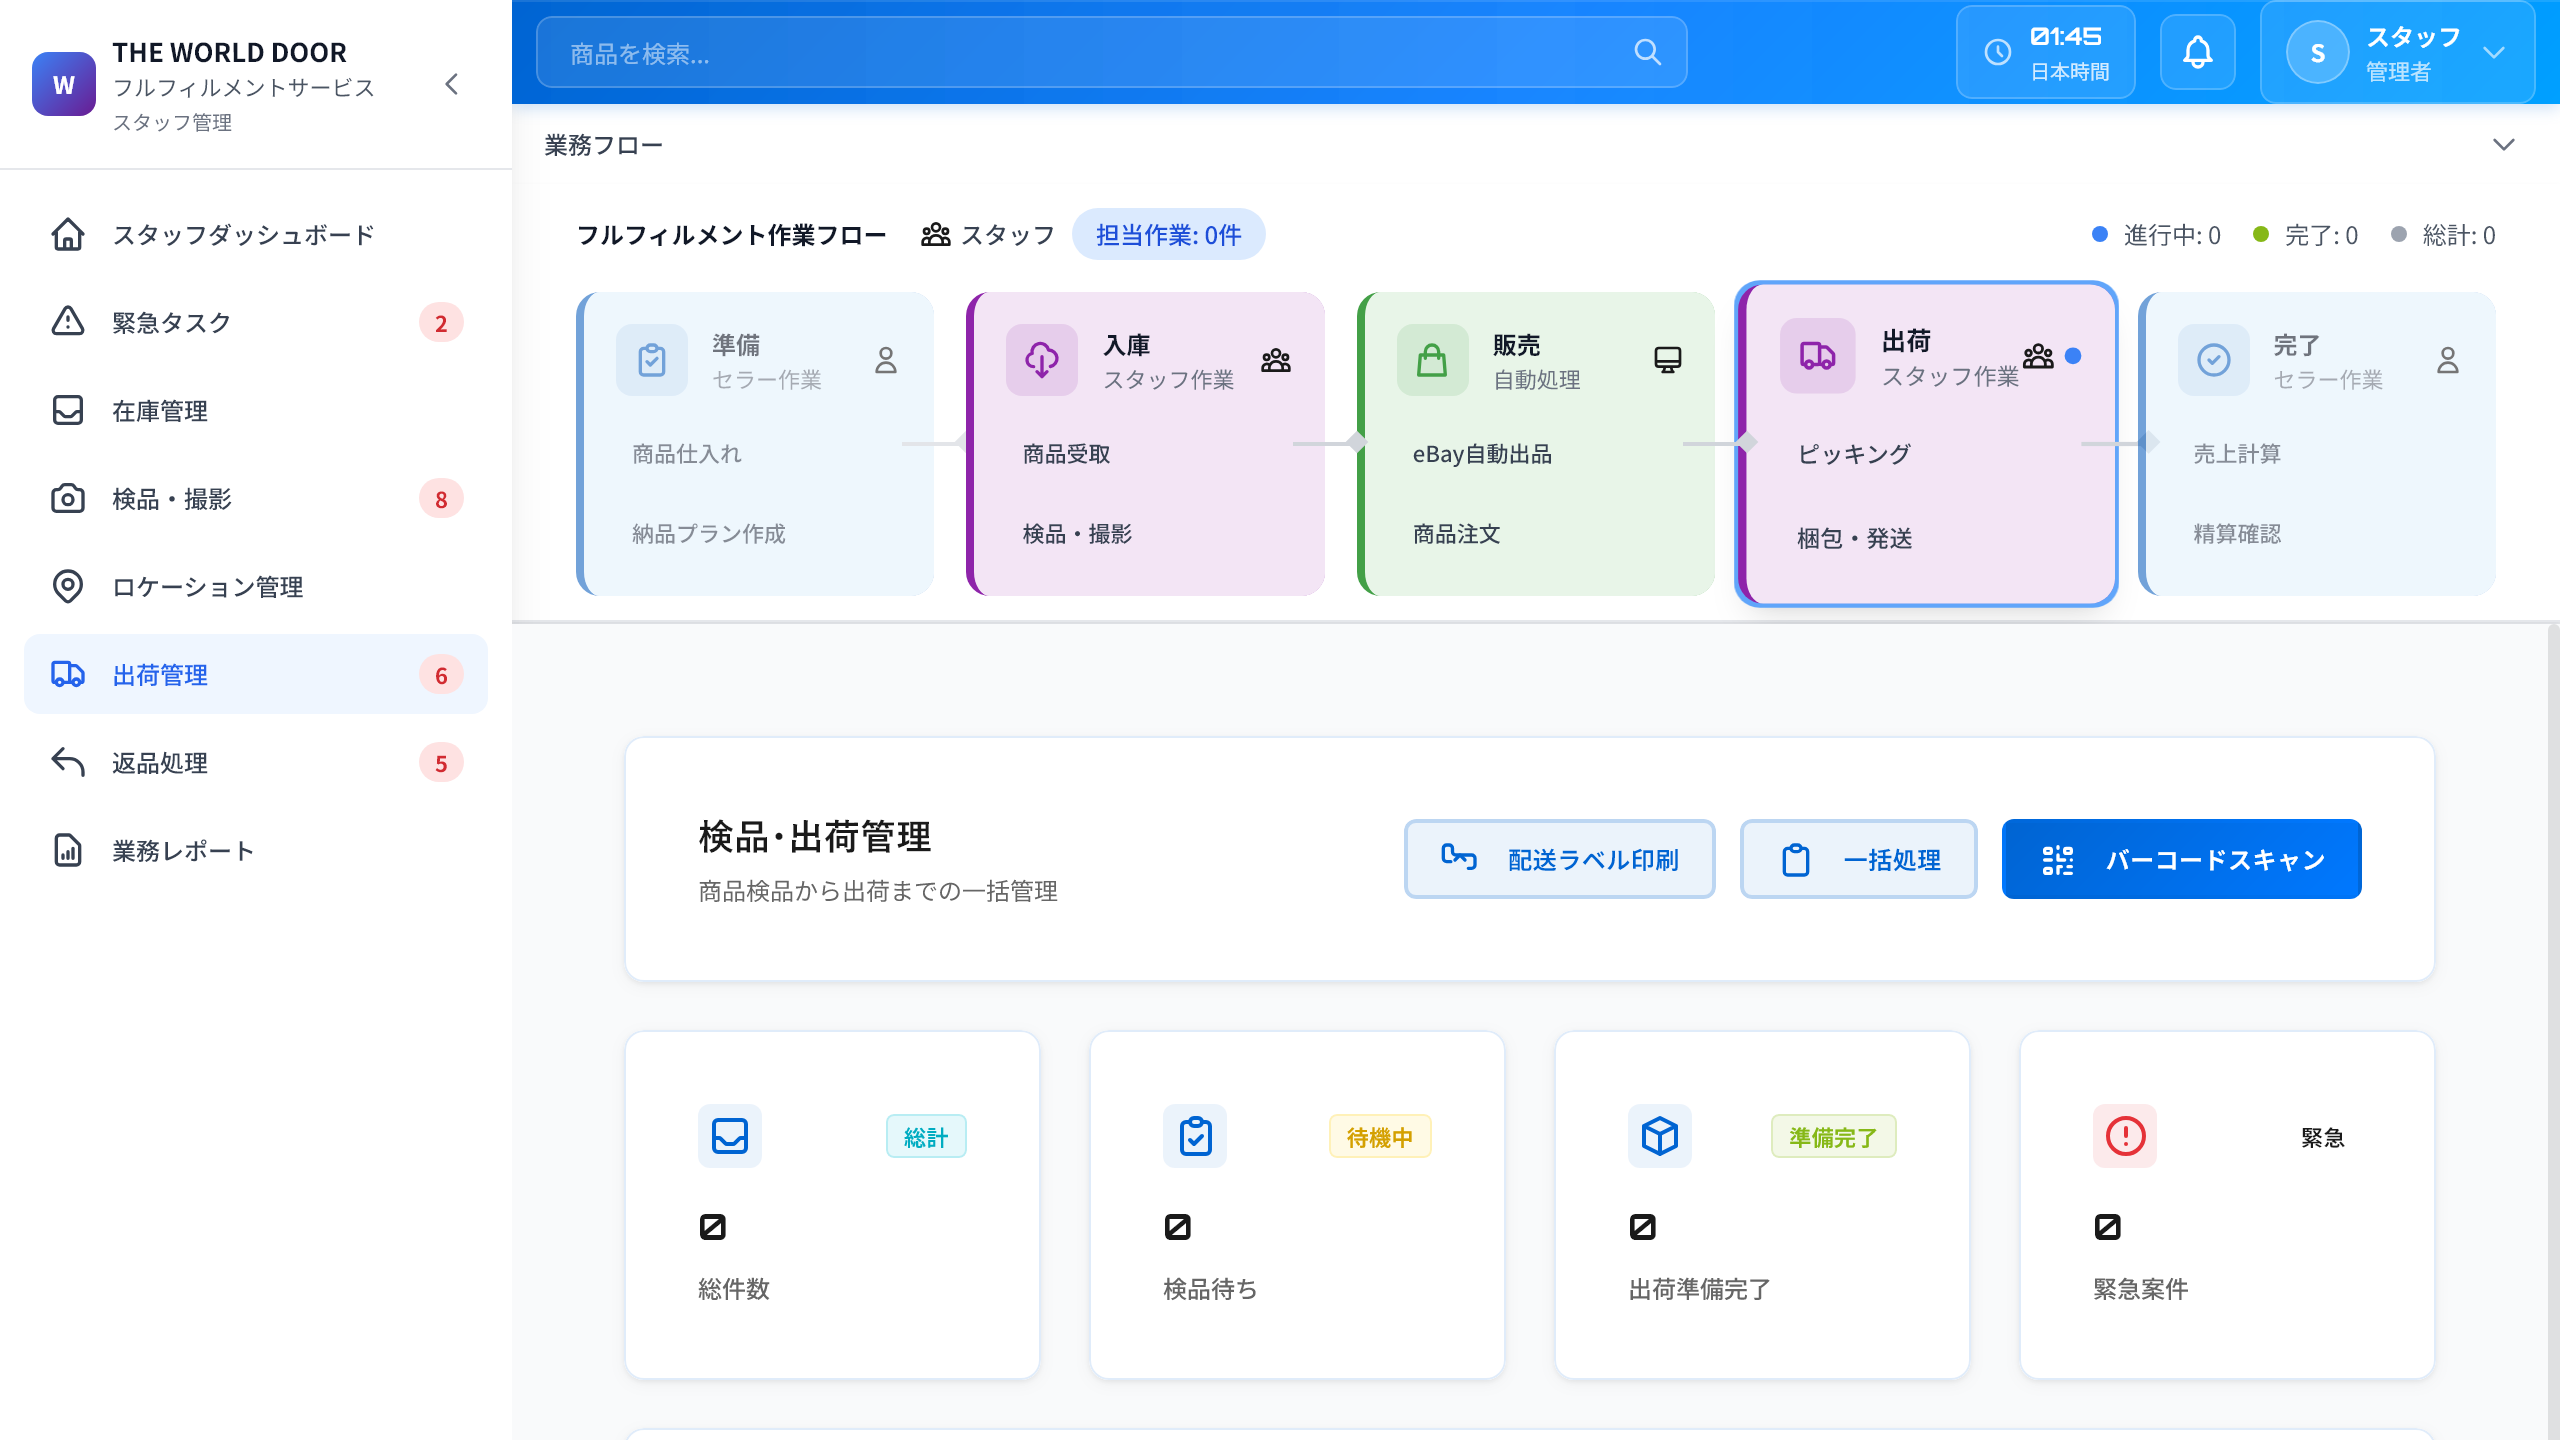 W
THE WORLD DOOR
フルフィルメントサービス
スタッフ管理
スタッフダッシュボード
緊急タスク
2
在庫管理
検品・撮影
8
ロケーション管理
出荷管理
6
返品処理
5
業務レポート
商品を検索...
01:45
日本時間
S
スタッフ
管理者
業務フロー
フルフィルメント作業フロー
スタッフ
担当作業: 0件
進行中: 0
完了: 0
総計: 0
準備
セラー作業
商品仕入れ
納品プラン作成
入庫
スタッフ作業
商品受取
検品・撮影
販売
自動処理
eBay自動出品
商品注文
出荷
スタッフ作業
ピッキング
梱包・発送
完了
セラー作業
売上計算
精算確認
検品・出荷管理
商品検品から出荷までの一括管理
配送ラベル印刷
一括処理
バーコードスキャン
総計
0
総件数
待機中
0
検品待ち
準備完了
0
出荷準備完了
緊急
0
緊急案件